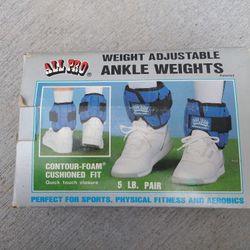 ALL PRO®
WEIGHT ADJUSTABLE
ANKLE WEIGHTS
Patented
CONTOUR-FOAM®
CUSHIONED FIT
Quick touch closure
5 LB. PAIR
PERFECT FOR SPORTS, PHYSICAL FITNESS AND AEROBICS